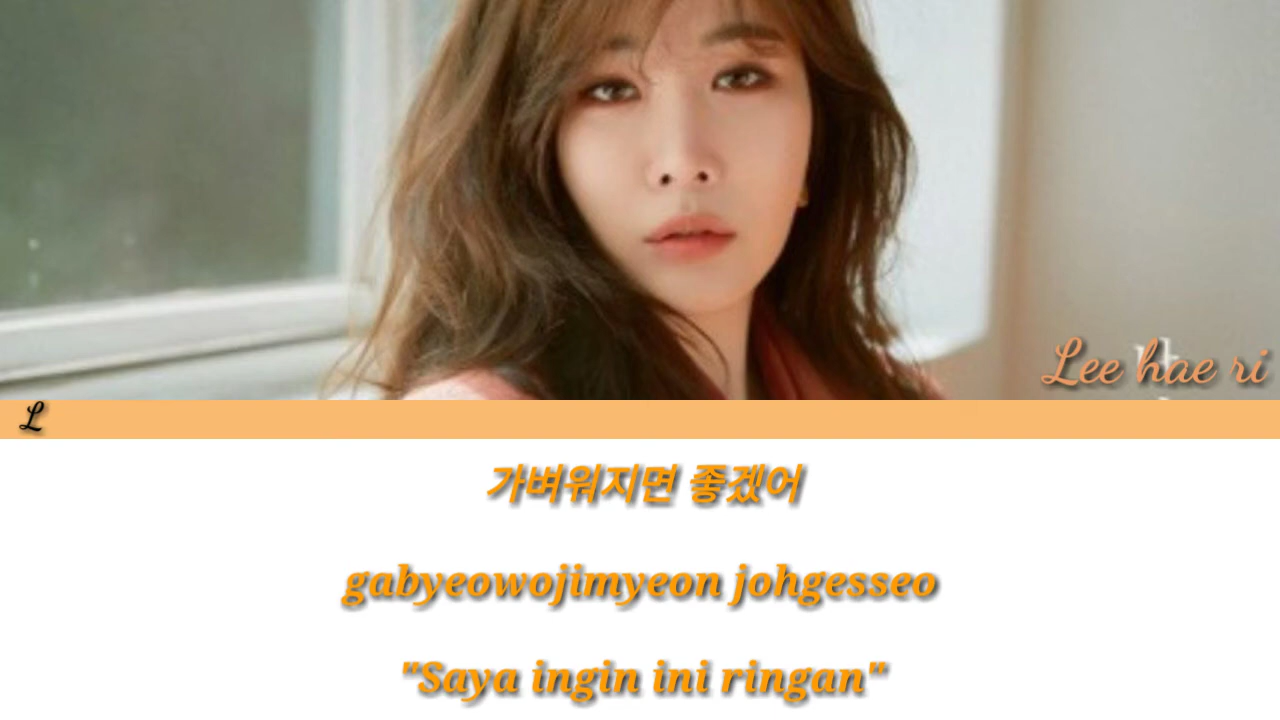 Lee hae ri
L
가벼워지면 좋겠어
gabyeowojimyeon johgesseo
"Saya ingin ini ringan"